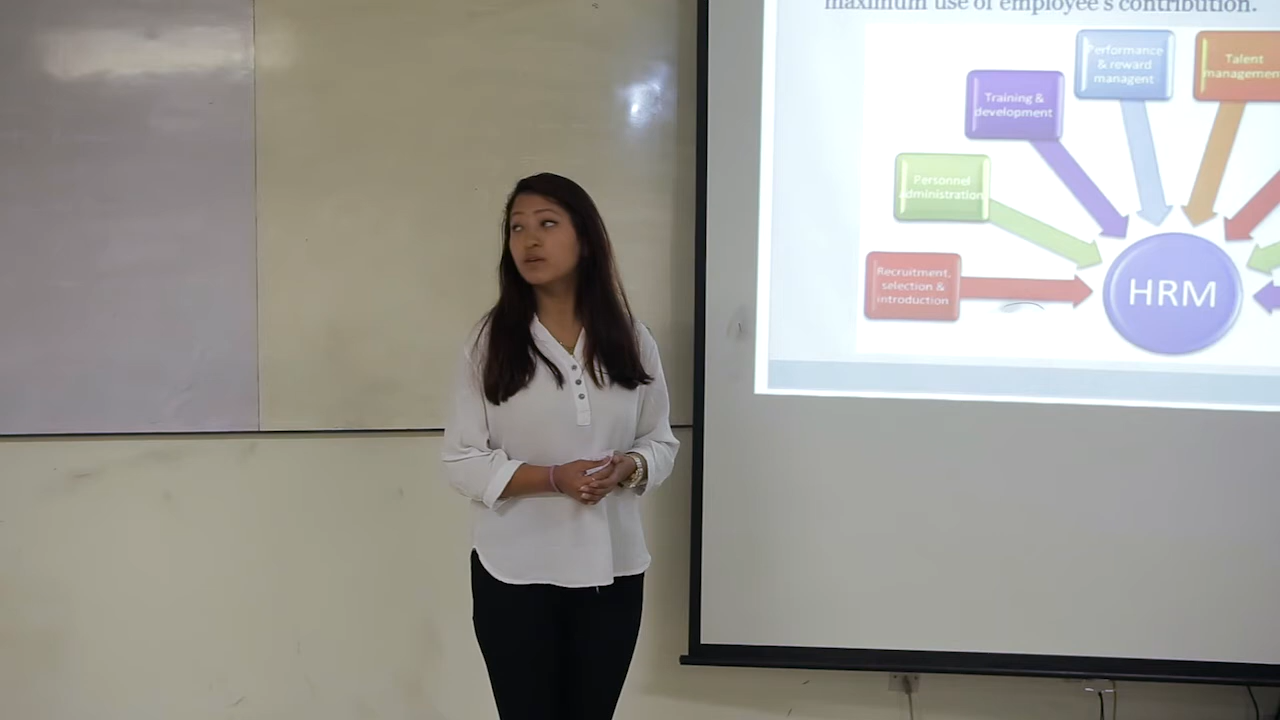 maximum use of employee's contribution.
Performance
& reward
managent
Talent
management
Training &
development
Personnel
administration
Recruitment,
selection &
introduction
HRM